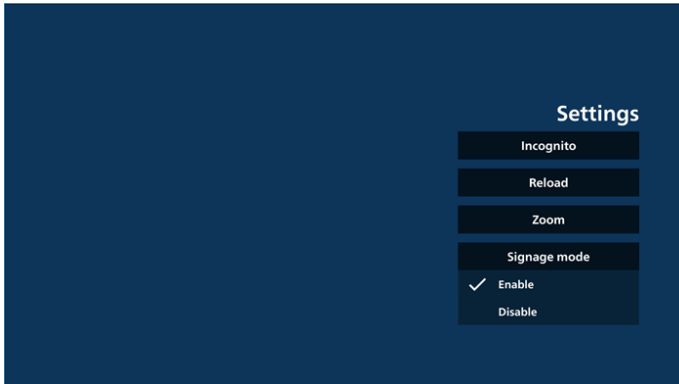 Settings
Incognito
Reload
Zoom
Signage mode
Enable
Disable